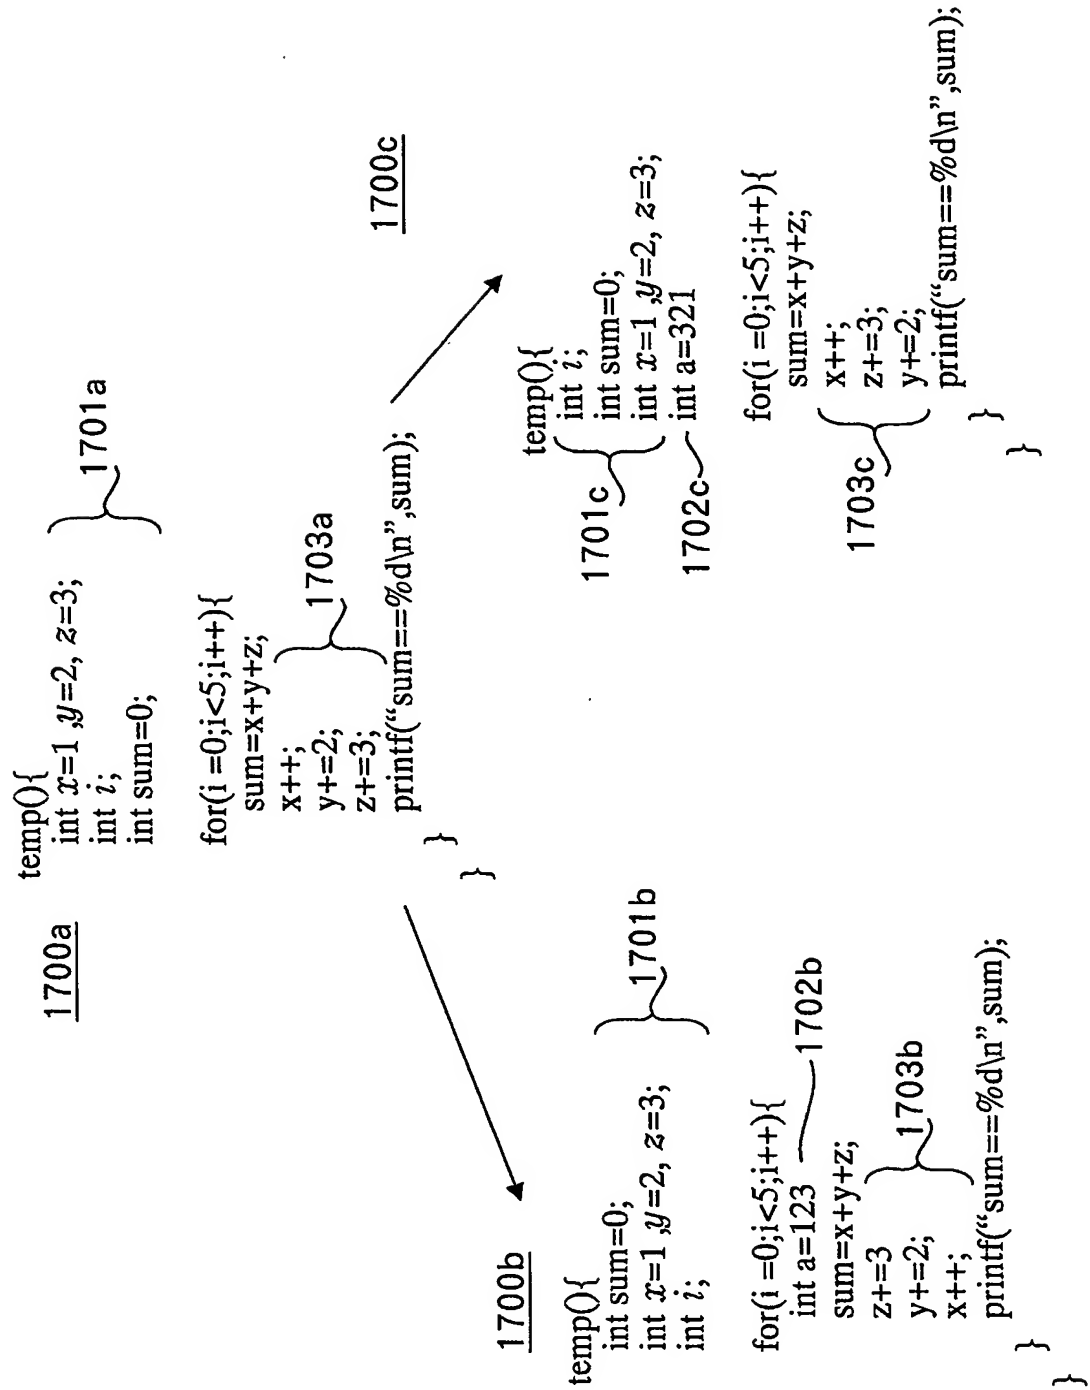 1700a
temp(){
int x=1 ,y=2, z=3;
int i;
int sum=0;
1701a
for(i =0;i<5;i++){
sum=x+y+z;
x++;
y+=2;
z+=3;
1703a
printf(“sum==%d\n”,sum);
}
}
1700b
temp(){
int sum=0;
int x=1 ,y=2, z=3;
int i;
1701b
for(i =0;i<5;i++){
int a=123
1702b
sum=x+y+z;
z+=3
y+=2;
x++;
1703b
printf(“sum==%d\n”,sum);
}
}
1700c
temp(){
int i;
int sum=0;
int x=1 ,y=2, z=3;
1701c
int a=321
1702c
for(i =0;i<5;i++){
sum=x+y+z;
x++;
z+=3;
y+=2;
1703c
printf(“sum==%d\n”,sum);
}
}